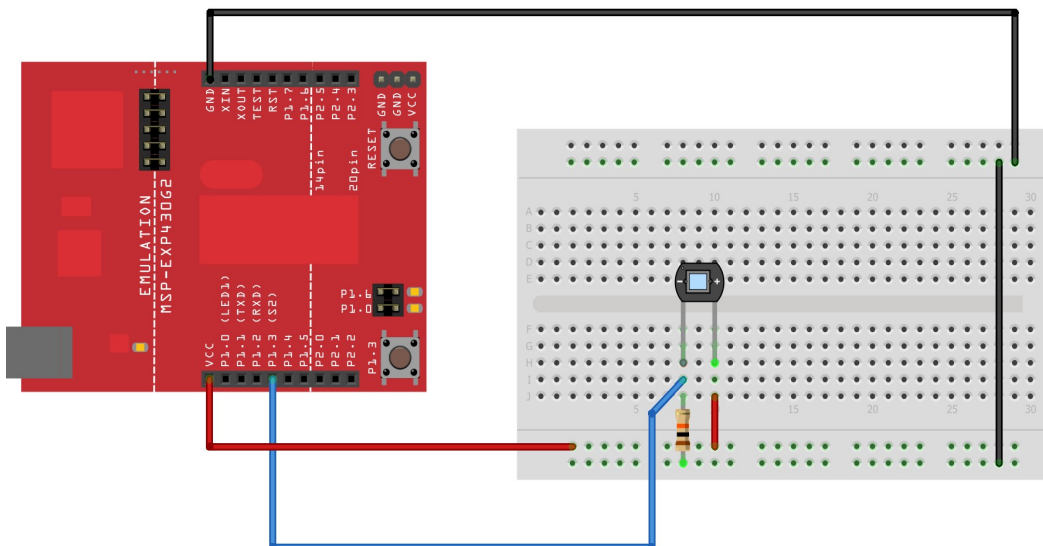 GND
XIN
XOUT
TEST
RST
P1.7
P1.6
P2.5
P2.4
P2.3
GND
GND
VCC
RESET
14pin
20pin
EMULATION
MSP-EXP430G2
P1.6
P1.0
P1.3
VCC
P1.0 (LED1)
P1.1 (TXD)
P1.2 (RXD)
P1.3 (S2)
P1.4
P1.5
P2.0
P2.1
P2.2
5 10 15 20 25 30
A
B
C
D
E
- +
F
G
H
I
J
5 10 15 20 25 30